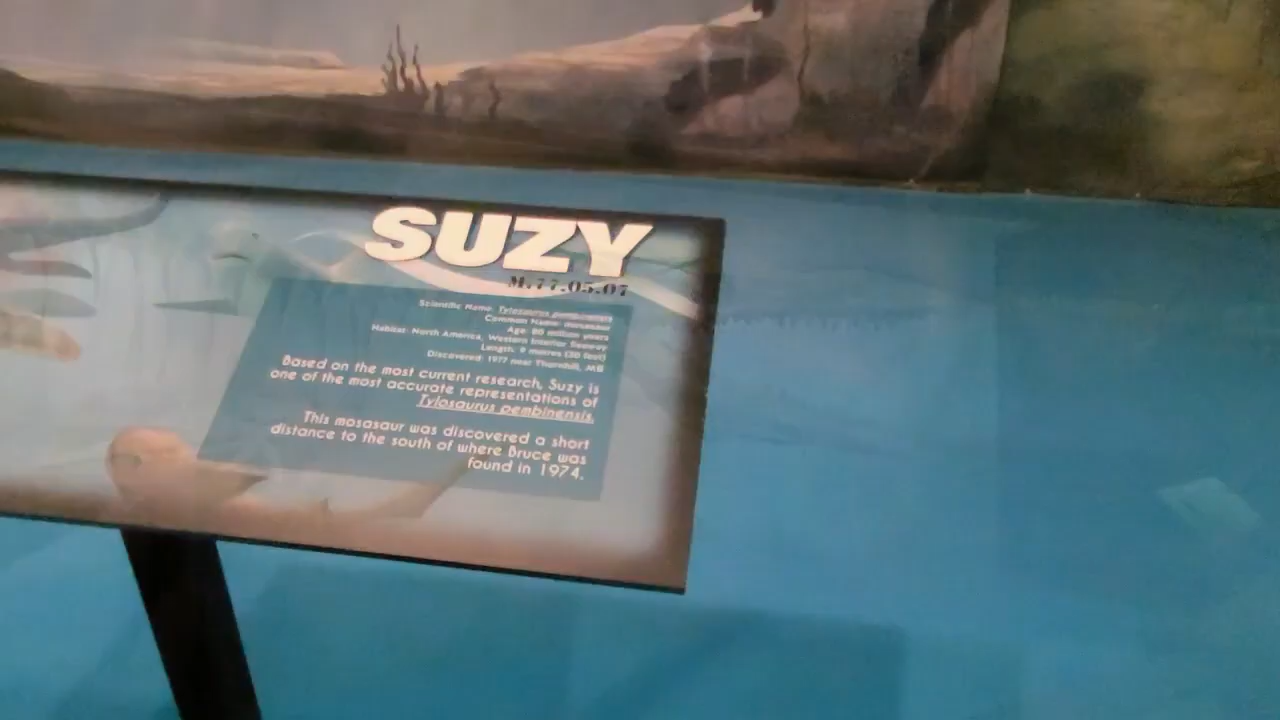 SUZY
M.77.05.07
Scientific Name: Tylosaurus pembinensis
Common Name: mosasaur
Age: 80 million years
Habitat: North America, Western Interior Seaway
Length: 9 metres (30 feet)
Discovered: 1977 near Thornhill, MB
Based on the most current research, Suzy is
one of the most accurate representations of
Tylosaurus pembinensis.
This mosasaur was discovered a short
distance to the south of where Bruce was
found in 1974.